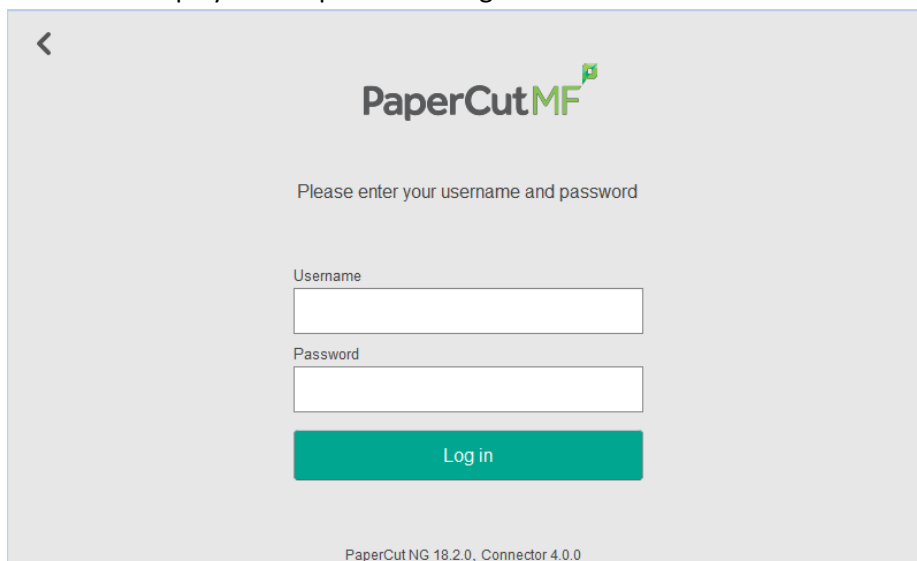 PaperCutMF
Please enter your username and password
Username
Password
Log in
PaperCut NG 18.2.0, Connector 4.0.0